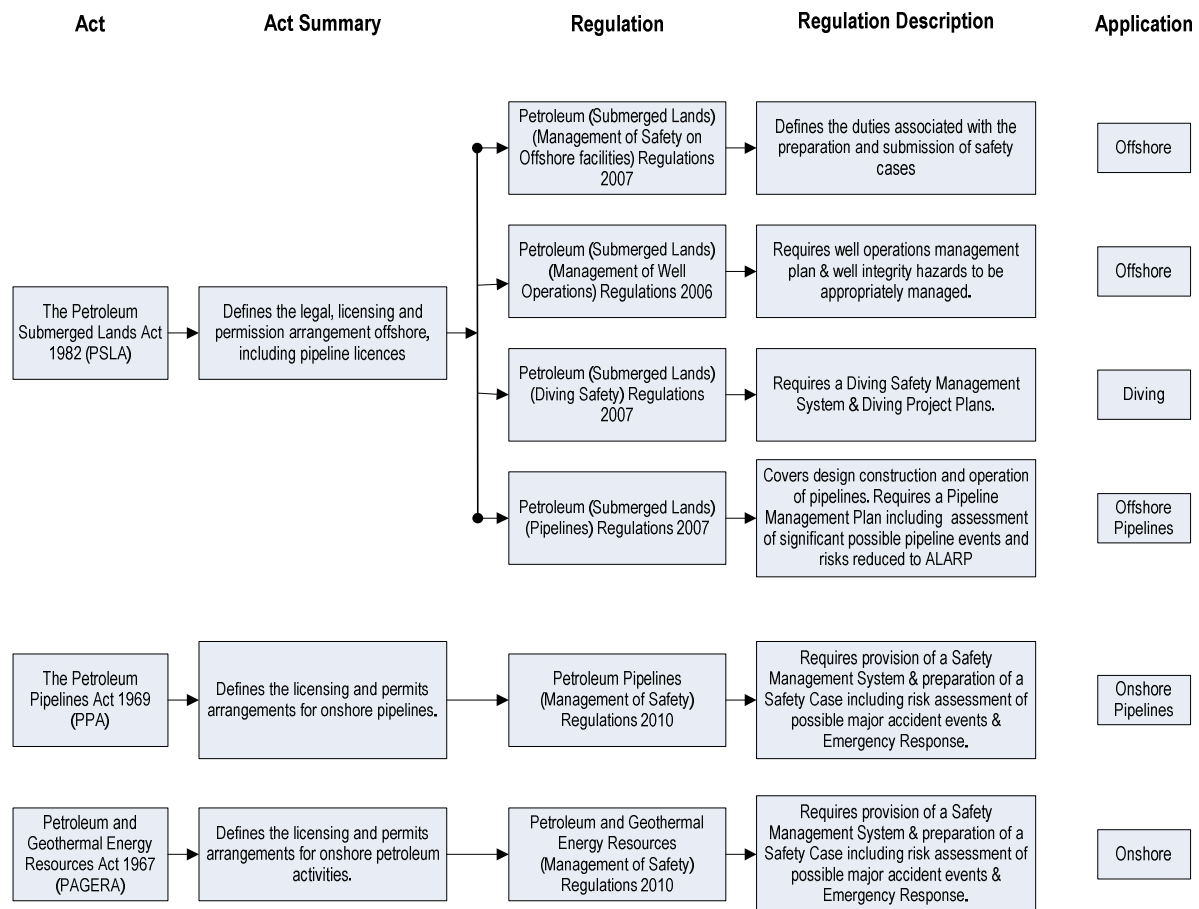 Act
Act Summary
Regulation
Regulation Description
Application
Petroleum (Submerged Lands)
(Management of Safety on
Offshore facilities) Regulations
2007
Defines the duties associated with the
preparation and submission of safety
cases
Offshore
Petroleum (Submerged Lands)
(Management of Well
Operations) Regulations 2006
Requires well operations management
plan & well integrity hazards to be
appropriately managed.
Offshore
The Petroleum
Submerged Lands Act
1982 (PSLA)
Defines the legal, licensing and
permission arrangement offshore,
including pipeline licences
Petroleum (Submerged Lands)
(Diving Safety) Regulations
2007
Requires a Diving Safety Management
System & Diving Project Plans.
Diving
Petroleum (Submerged Lands)
(Pipelines) Regulations 2007
Covers design construction and operation
of pipelines. Requires a Pipeline
Management Plan including assessment
of significant possible pipeline events and
risks reduced to ALARP
Offshore
Pipelines
The Petroleum
Pipelines Act 1969
(PPA)
Defines the licensing and permits
arrangements for onshore pipelines.
Petroleum Pipelines
(Management of Safety)
Regulations 2010
Requires provision of a Safety
Management System & preparation of a
Safety Case including risk assessment of
possible major accident events &
Emergency Response.
Onshore
Pipelines
Petroleum and
Geothermal Energy
Resources Act 1967
(PAGERA)
Defines the licensing and permits
arrangements for onshore petroleum
activities.
Petroleum and Geothermal
Energy Resources
(Management of Safety)
Regulations 2010
Requires provision of a Safety
Management System & preparation of a
Safety Case including risk assessment of
possible major accident events &
Emergency Response.
Onshore